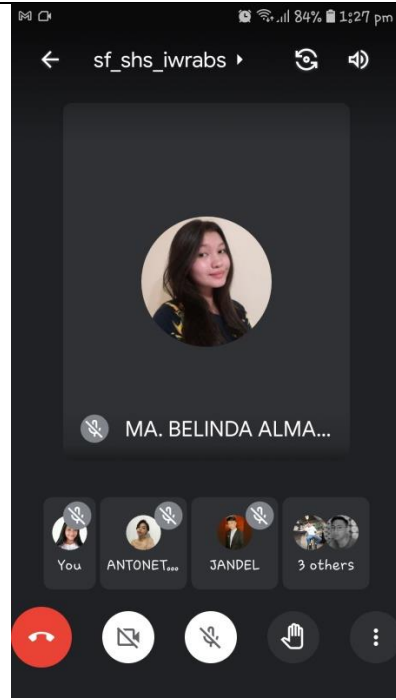 84% 1:27 pm
sf_shs_iwrabs
MA. BELINDA ALMA...
You ANTONET... JANDEL 3 others